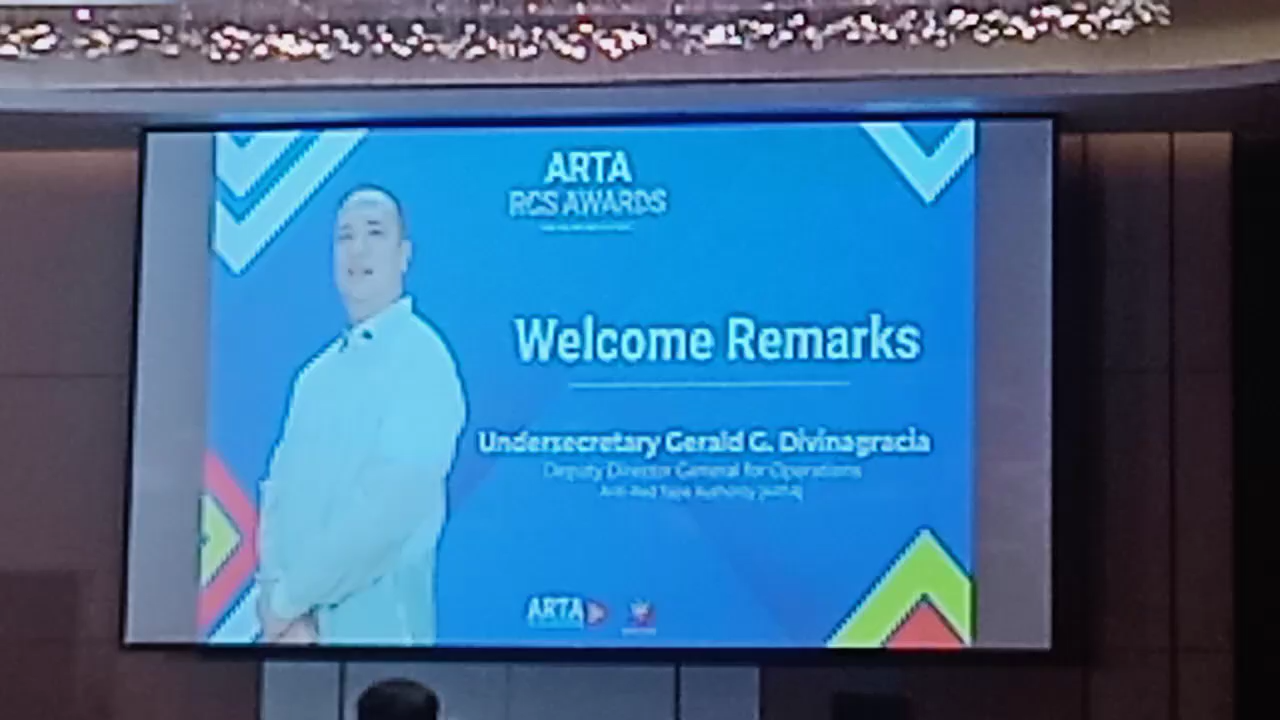 ARTA
RCS AWARDS
Welcome Remarks
Undersecretary Gerald G. Divinagracia
Deputy Director General for Operations
Anti-Red Tape Authority (ARTA)
ARTA